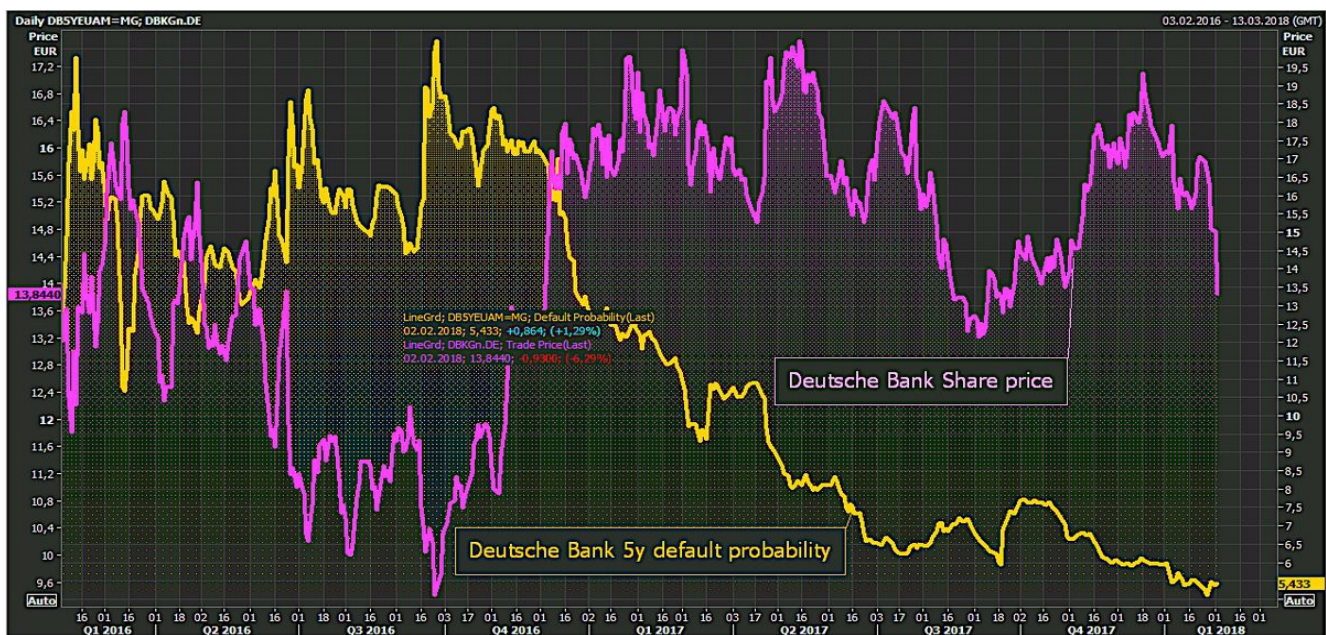 Daily DB5YEUAM=MG; DBKGn.DE 03.02.2016 - 13.03.2018 (GMT)
Price Price
EUR EUR
17,2 19,5
16,8 19
16,4 18,5
16 18
15,6 17,5
15,2 17
14,8 16,5
14,4 16
14 15,5
13,8440 15
13,6 14,5
13,2 14
12,8 13,5
12,4 13
12 12,5
11,6 12
11,2 11,5
10,8 11
10,4 10,5
10 10
9,6 9,5
9
8,5
8
7,5
7
6,5
6
5,433
Auto Auto
LineGrd; DB5YEUAM=MG; Default Probability(Last)
02.02.2018; 5,433; +0,864; (+1,29%)
LineGrd; DBKGn.DE; Trade Price(Last)
02.02.2018; 13,8440; -0,9300; (-6,29%)
Deutsche Bank Share price
Deutsche Bank 5y default probability
16 01 16 01 18 02 16 02 16 01 16 01 18 01 16 01 16 01 16 03 17 01 16 01 16 02 16 01 16 01 16 03 17 02 16 01 16 03 17 01 16 01 16 02 16 01 16 01 18 01 16 01 16 01
Q1 2016 Q2 2016 Q3 2016 Q4 2016 Q1 2017 Q2 2017 Q3 2017 Q4 2017 Q1 2018